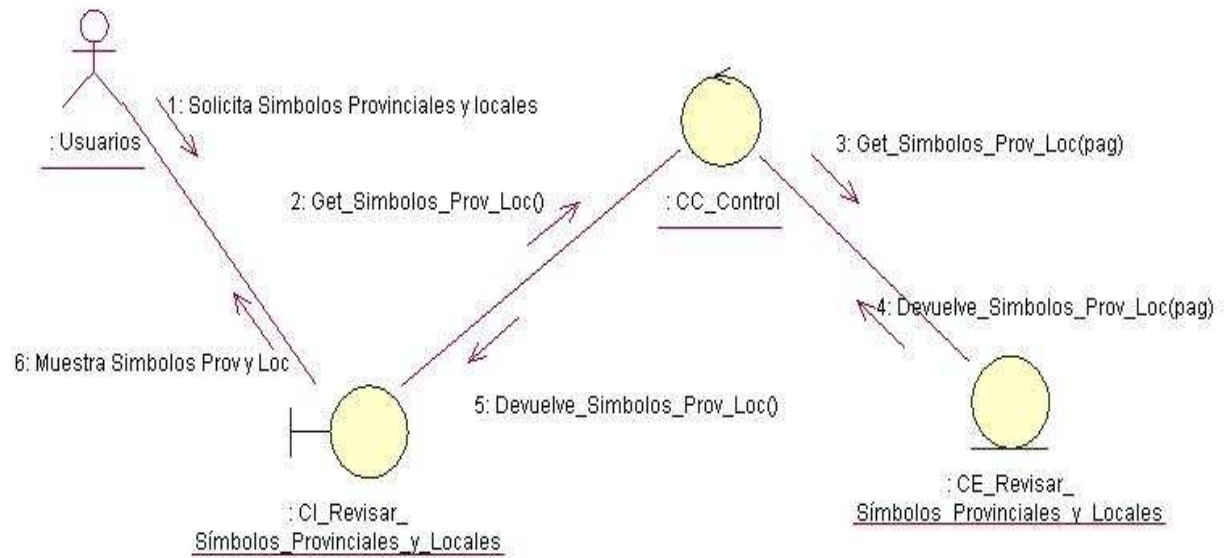 1: Solicita Simbolos Provinciales y locales
: Usuarios
3: Get_Simbolos_Prov_Loc(pag)
2: Get_Simbolos_Prov_Loc()
: CC_Control
4: Devuelve_Simbolos_Prov_Loc(pag)
6: Muestra Simbolos Prov y Loc
5: Devuelve_Simbolos_Prov_Loc()
: CI_Revisar_
Símbolos_Provinciales_y_Locales
: CE_Revisar_
Símbolos_Provinciales_y_Locales